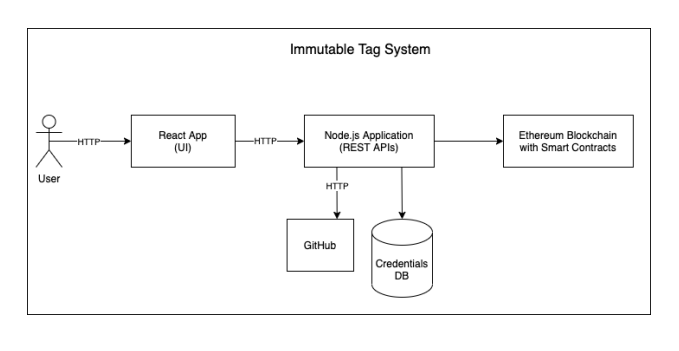 Immutable Tag System
User
HTTP
React App
(UI)
HTTP
Node.js Application
(REST APIs)
Ethereum Blockchain
with Smart Contracts
HTTP
GitHub
Credentials
DB